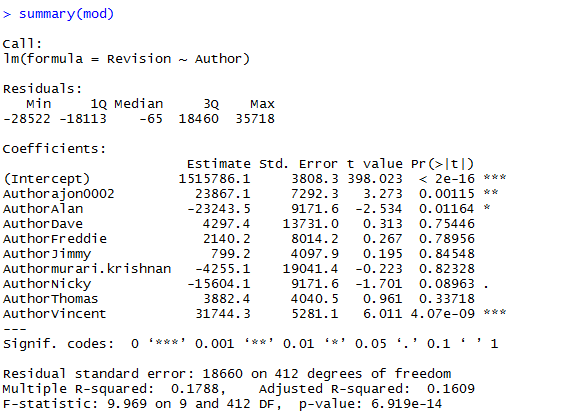 > summary(mod)
Call:
lm(formula = Revision ~ Author)
Residuals:
Min 1Q Median 3Q Max
-28522 -18113 -65 18460 35718
Coefficients:
Estimate Std. Error t value Pr(>|t|)
(Intercept) 1515786.1 3808.3 398.023 < 2e-16 ***
Authorajon0002 23867.1 7292.3 3.273 0.00115 **
AuthorAlan -23243.5 9171.6 -2.534 0.01164 *
AuthorDave 4297.4 13731.0 0.313 0.75446
AuthorFreddie 2140.2 8014.2 0.267 0.78956
AuthorJimmy 799.2 4097.9 0.195 0.84548
Authormurari.krishnan -4255.1 19041.4 -0.223 0.82328
AuthorNicky -15604.1 9171.6 -1.701 0.08963 .
AuthorThomas 3882.4 4040.5 0.961 0.33718
AuthorVincent 31744.3 5281.1 6.011 4.07e-09 ***
---
Signif. codes: 0 ‘***’ 0.001 ‘**’ 0.01 ‘*’ 0.05 ‘.’ 0.1 ‘ ’ 1
Residual standard error: 18660 on 412 degrees of freedom
Multiple R-squared: 0.1788, Adjusted R-squared: 0.1609
F-statistic: 9.969 on 9 and 412 DF, p-value: 6.919e-14